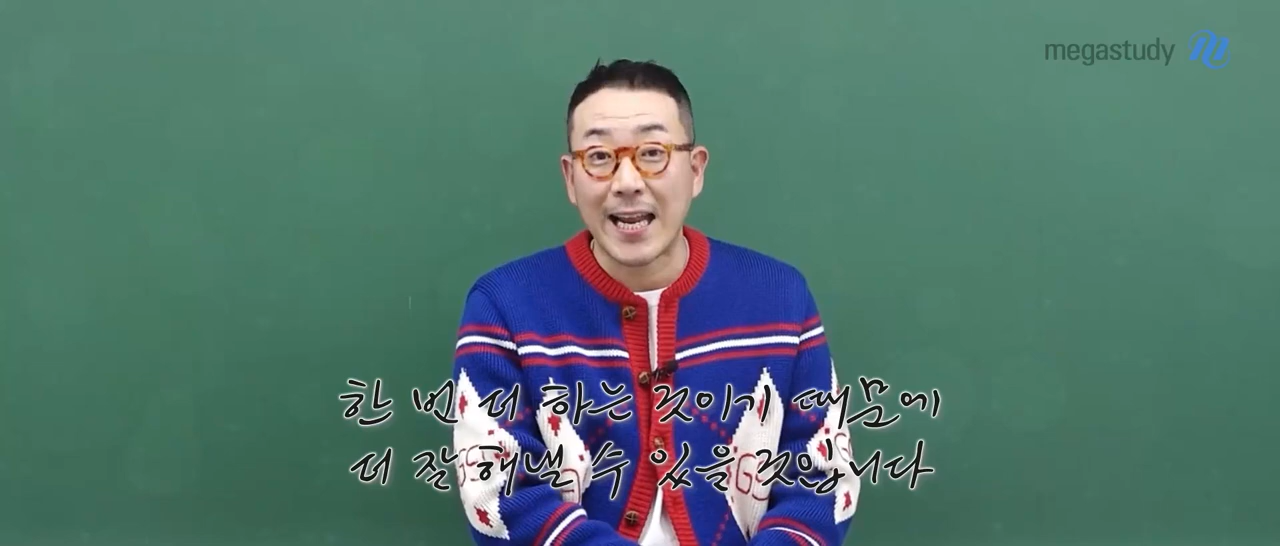 megastudy
한 번 더 하는 것이기 때문에
더 잘 해낼 수 있을 것입니다